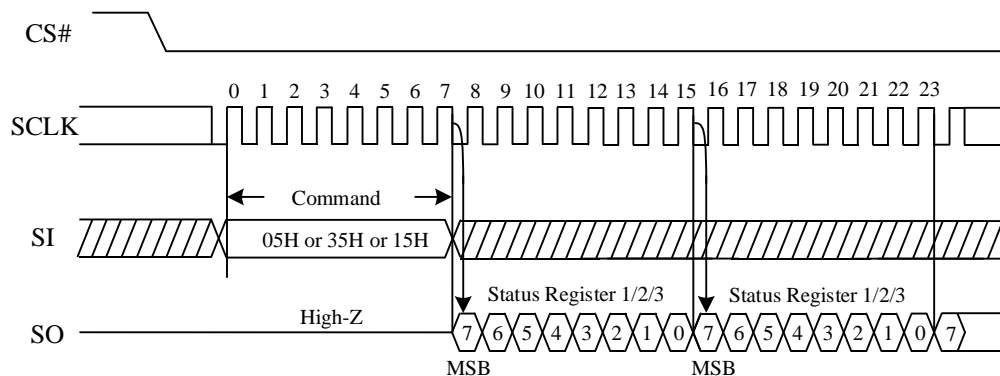 CS#
0 1 2 3 4 5 6 7 8 9 10 11 12 13 14 15 16 17 18 19 20 21 22 23
SCLK
Command
SI
05H or 35H or 15H
Status Register 1/2/3 Status Register 1/2/3
High-Z
SO
7 6 5 4 3 2 1 0 7 6 5 4 3 2 1 0 7
MSB MSB